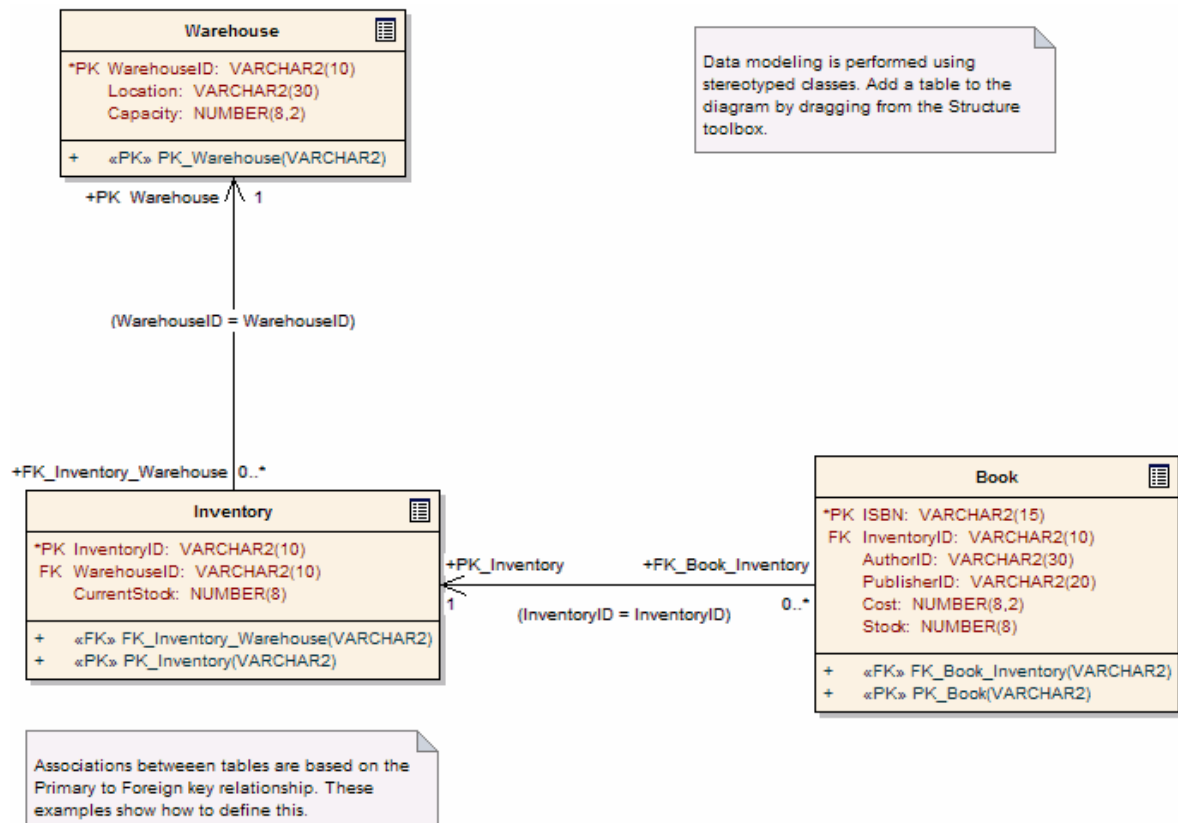 Warehouse
*PK WarehouseID: VARCHAR2(10)
Location: VARCHAR2(30)
Capacity: NUMBER(8,2)
+ «PK» PK_Warehouse(VARCHAR2)
Data modeling is performed using
stereotyped classes. Add a table to the
diagram by dragging from the Structure
toolbox.
+PK_Warehouse 1
(WarehouseID = WarehouseID)
+FK_Inventory_Warehouse 0..*
Inventory
*PK InventoryID: VARCHAR2(10)
FK WarehouseID: VARCHAR2(10)
CurrentStock: NUMBER(8)
+ «FK» FK_Inventory_Warehouse(VARCHAR2)
+ «PK» PK_Inventory(VARCHAR2)
+PK_Inventory +FK_Book_Inventory
1 0..*
(InventoryID = InventoryID)
Book
*PK ISBN: VARCHAR2(15)
FK InventoryID: VARCHAR2(10)
AuthorID: VARCHAR2(30)
PublisherID: VARCHAR2(20)
Cost: NUMBER(8,2)
Stock: NUMBER(8)
+ «FK» FK_Book_Inventory(VARCHAR2)
+ «PK» PK_Book(VARCHAR2)
Associations betweeen tables are based on the
Primary to Foreign key relationship. These
examples show how to define this.